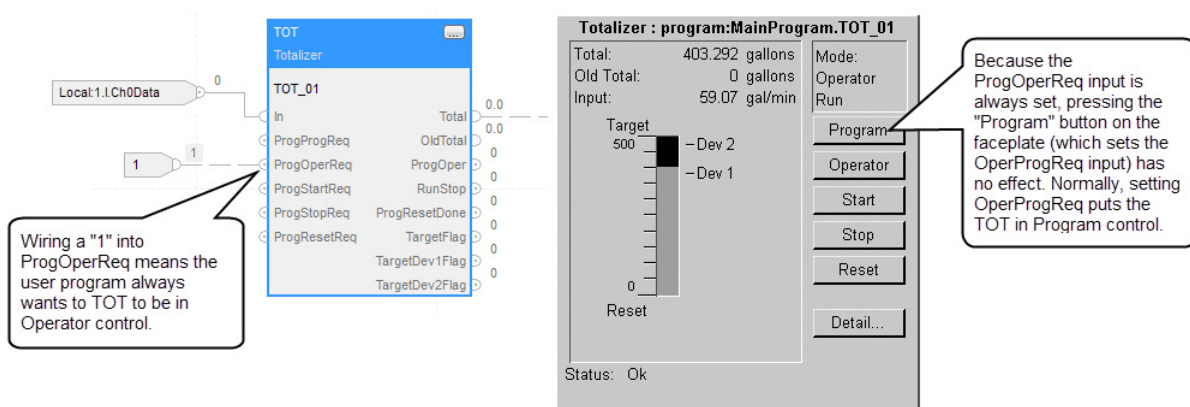 TOT
...
Totalizer
TOT_01
Local:1.I.Ch0Data
0
In
Total
0.0
ProgProgReq
OldTotal
0.0
1
1
ProgOperReq
ProgOper
0
ProgStartReq
RunStop
0
ProgStopReq
ProgResetDone
0
ProgResetReq
TargetFlag
0
TargetDev1Flag
0
TargetDev2Flag
0
Wiring a "1" into
ProgOperReq means the
user program always
wants to TOT to be in
Operator control.
Totalizer : program:MainProgram.TOT_01
Total: 403.292 gallons
Old Total: 0 gallons
Input: 59.07 gal/min
Mode:
Operator
Run
Target
500
Dev 2
Dev 1
0
Reset
Program
Operator
Start
Stop
Reset
Detail...
Status: Ok
Because the
ProgOperReq input is
always set, pressing the
"Program" button on the
faceplate (which sets the
OperProgReq input) has
no effect. Normally, setting
OperProgReq puts the
TOT in Program control.